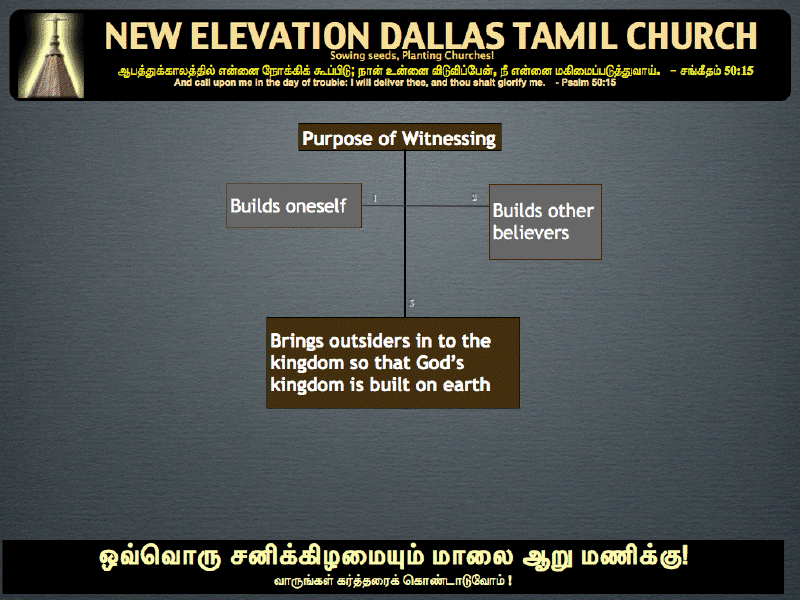 NEW ELEVATION DALLAS TAMIL CHURCH
Sowing seeds, Planting Churches!
ஆபத்துக்காலத்தில் என்னை நோக்கிக் கூப்பிடு; நான் உன்னை விடுவிப்பேன், நீ என்னை மகிமைப்படுத்துவாய். – சங்கீதம் 50:15
And call upon me in the day of trouble: I will deliver thee, and thou shalt glorify me. - Psalm 50:15
Purpose of Witnessing
Builds oneself
1
2
Builds other
believers
3
Brings outsiders in to the
kingdom so that God's
kingdom is built on earth
ஒவ்வொரு சனிக்கிழமையும் மாலை ஆறு மணிக்கு!
வாருங்கள் கர்த்தரைக் கொண்டாடுவோம் !